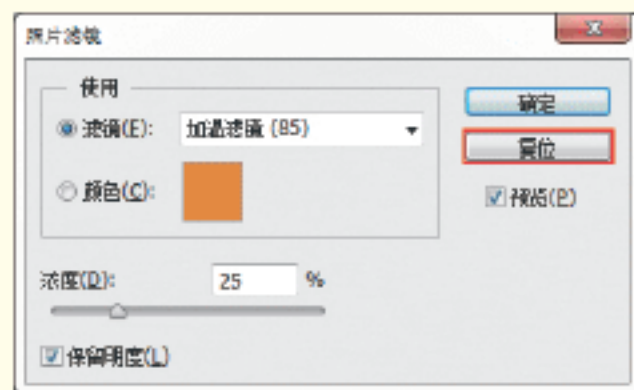 照片滤镜
使用
滤镜(F): 加温滤镜 (85)
颜色(C):
确定
复位
预览(P)
浓度(D): 25 %
保留明度(L)